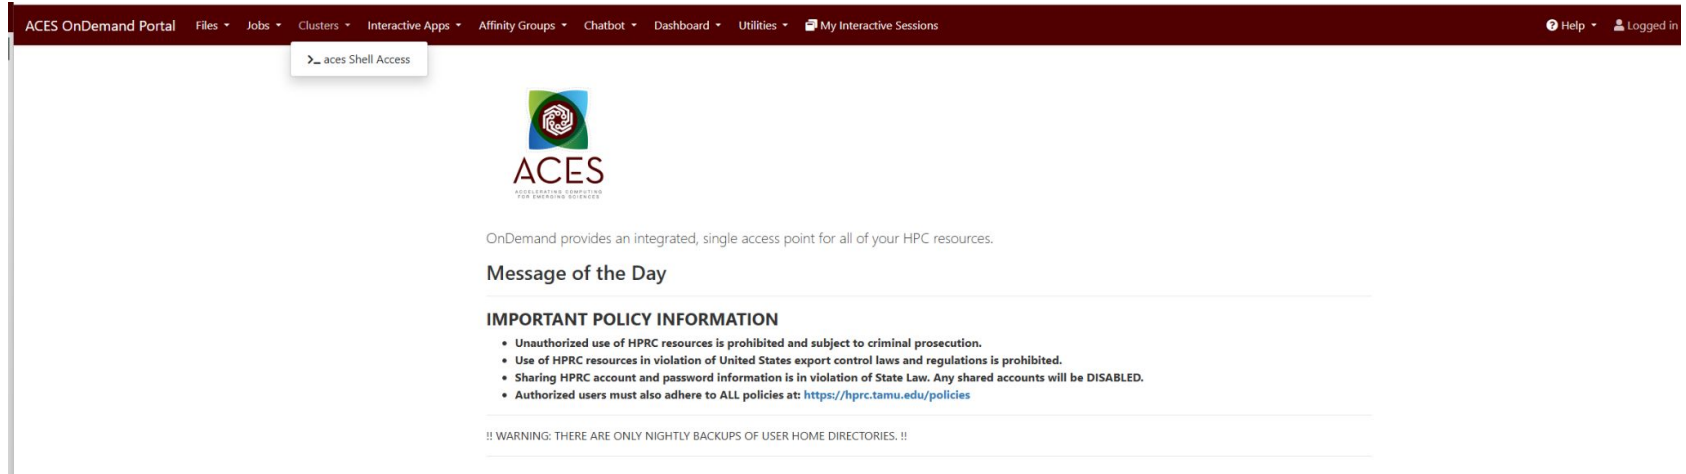 ACES OnDemand Portal Files Jobs Clusters Interactive Apps Affinity Groups Chatbot Dashboard Utilities My Interactive Sessions Help Logged in
>_ aces Shell Access
ACES
ACCELERATING COMPUTING
FOR EMERGING SCIENCES
OnDemand provides an integrated, single access point for all of your HPC resources.
Message of the Day
IMPORTANT POLICY INFORMATION
• Unauthorized use of HPRC resources is prohibited and subject to criminal prosecution.
• Use of HPRC resources in violation of United States export control laws and regulations is prohibited.
• Sharing HPRC account and password information is in violation of State Law. Any shared accounts will be DISABLED.
• Authorized users must also adhere to ALL policies at: https://hprc.tamu.edu/policies
!! WARNING: THERE ARE ONLY NIGHTLY BACKUPS OF USER HOME DIRECTORIES. !!